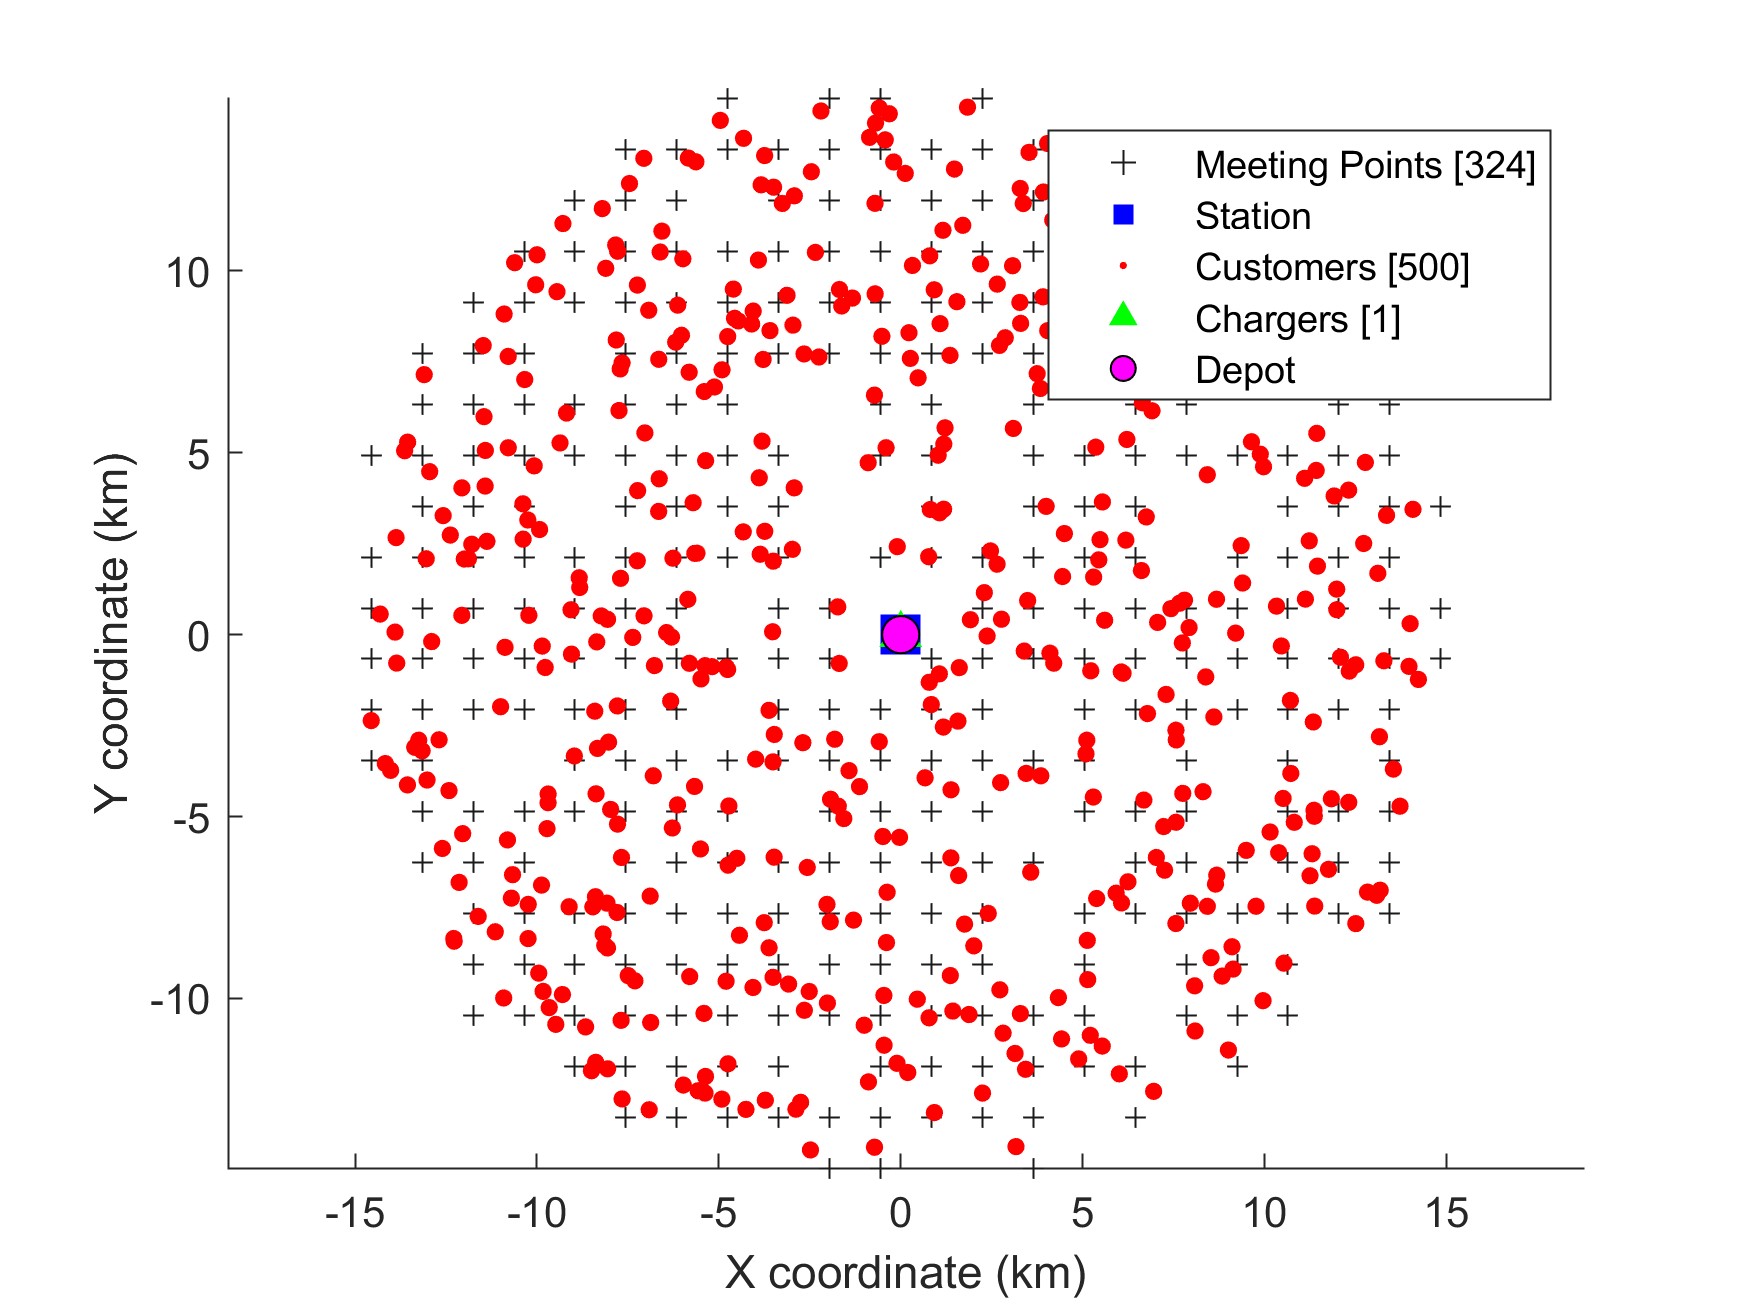 Meeting Points [324]
Station
Customers [500]
Chargers [1]
Depot
10
5
0
-5
-10
Y coordinate (km)
-15 -10 -5 0 5 10 15
X coordinate (km)